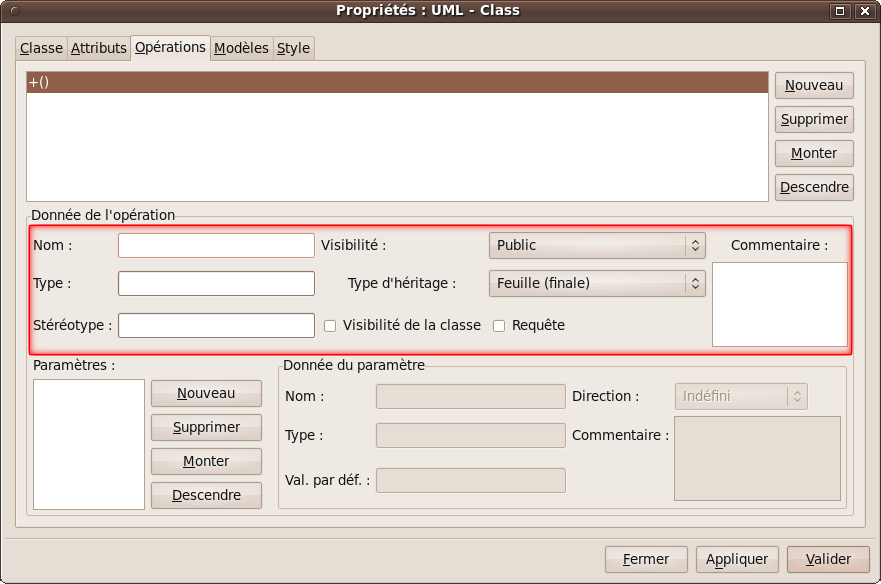 Propriétés : UML - Class
Classe Attributs Opérations Modèles Style
+()
Nouveau
Supprimer
Monter
Descendre
Donnée de l'opération
Nom : Visibilité : Public Commentaire :
Type : Type d'héritage : Feuille (finale)
Stéréotype : Visibilité de la classe Requête
Paramètres : Donnée du paramètre
Nouveau Nom : Direction : Indéfini
Supprimer Type : Commentaire :
Monter
Descendre Val. par déf. :
Fermer Appliquer Valider